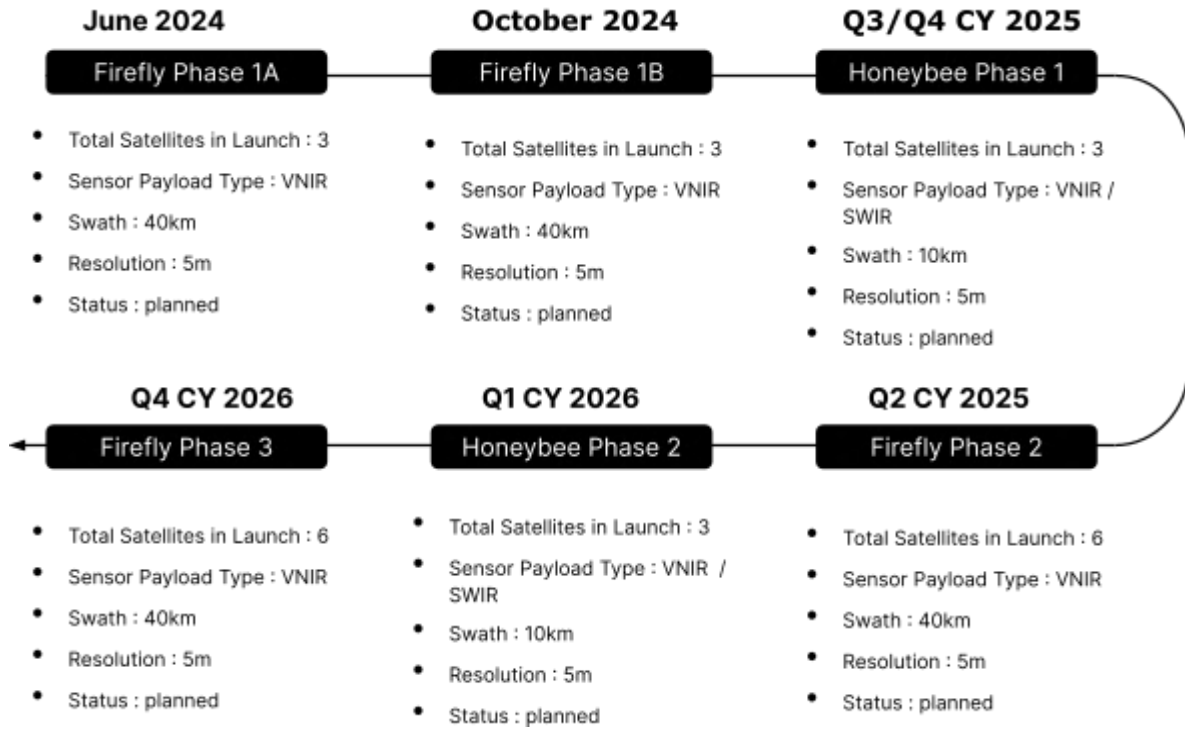 June 2024
Firefly Phase 1A
• Total Satellites in Launch : 3
• Sensor Payload Type : VNIR
• Swath : 40km
• Resolution : 5m
• Status : planned
October 2024
Firefly Phase 1B
• Total Satellites in Launch : 3
• Sensor Payload Type : VNIR
• Swath : 40km
• Resolution : 5m
• Status : planned
Q3/Q4 CY 2025
Honeybee Phase 1
• Total Satellites in Launch : 3
• Sensor Payload Type : VNIR /
SWIR
• Swath : 10km
• Resolution : 5m
• Status : planned
Q2 CY 2025
Firefly Phase 2
• Total Satellites in Launch : 6
• Sensor Payload Type : VNIR
• Swath : 40km
• Resolution : 5m
• Status : planned
Q1 CY 2026
Honeybee Phase 2
• Total Satellites in Launch : 3
• Sensor Payload Type : VNIR /
SWIR
• Swath : 10km
• Resolution : 5m
• Status : planned
Q4 CY 2026
Firefly Phase 3
• Total Satellites in Launch : 6
• Sensor Payload Type : VNIR
• Swath : 40km
• Resolution : 5m
• Status : planned